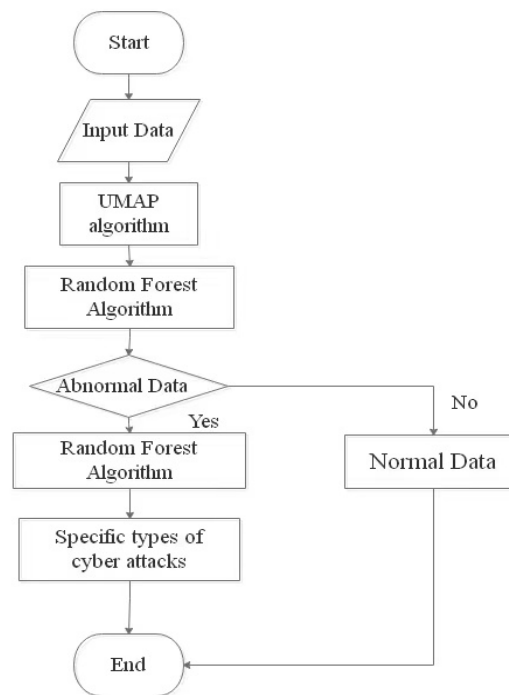 Start
Input Data
UMAP
algorithm
Random Forest
Algorithm
Abnormal Data
No
Yes
Random Forest
Algorithm
Normal Data
Specific types of
cyber attacks
End